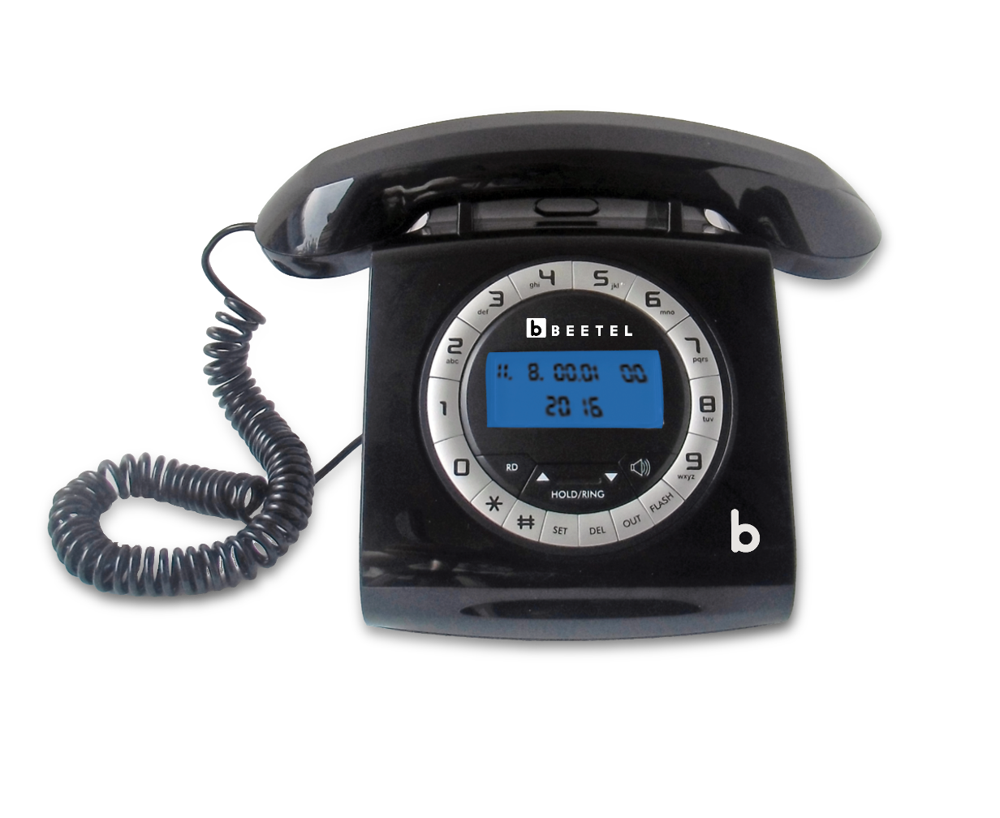 4 ghi
5 jkl
3 def
6 mno
b BEETEL
2 abc
7 pqrs
11. 8. 00:01 00
2016
1
8 tuv
0
9 wxyz
RD
HOLD/RING
*
#
SET
DEL
OUT
FLASH
b